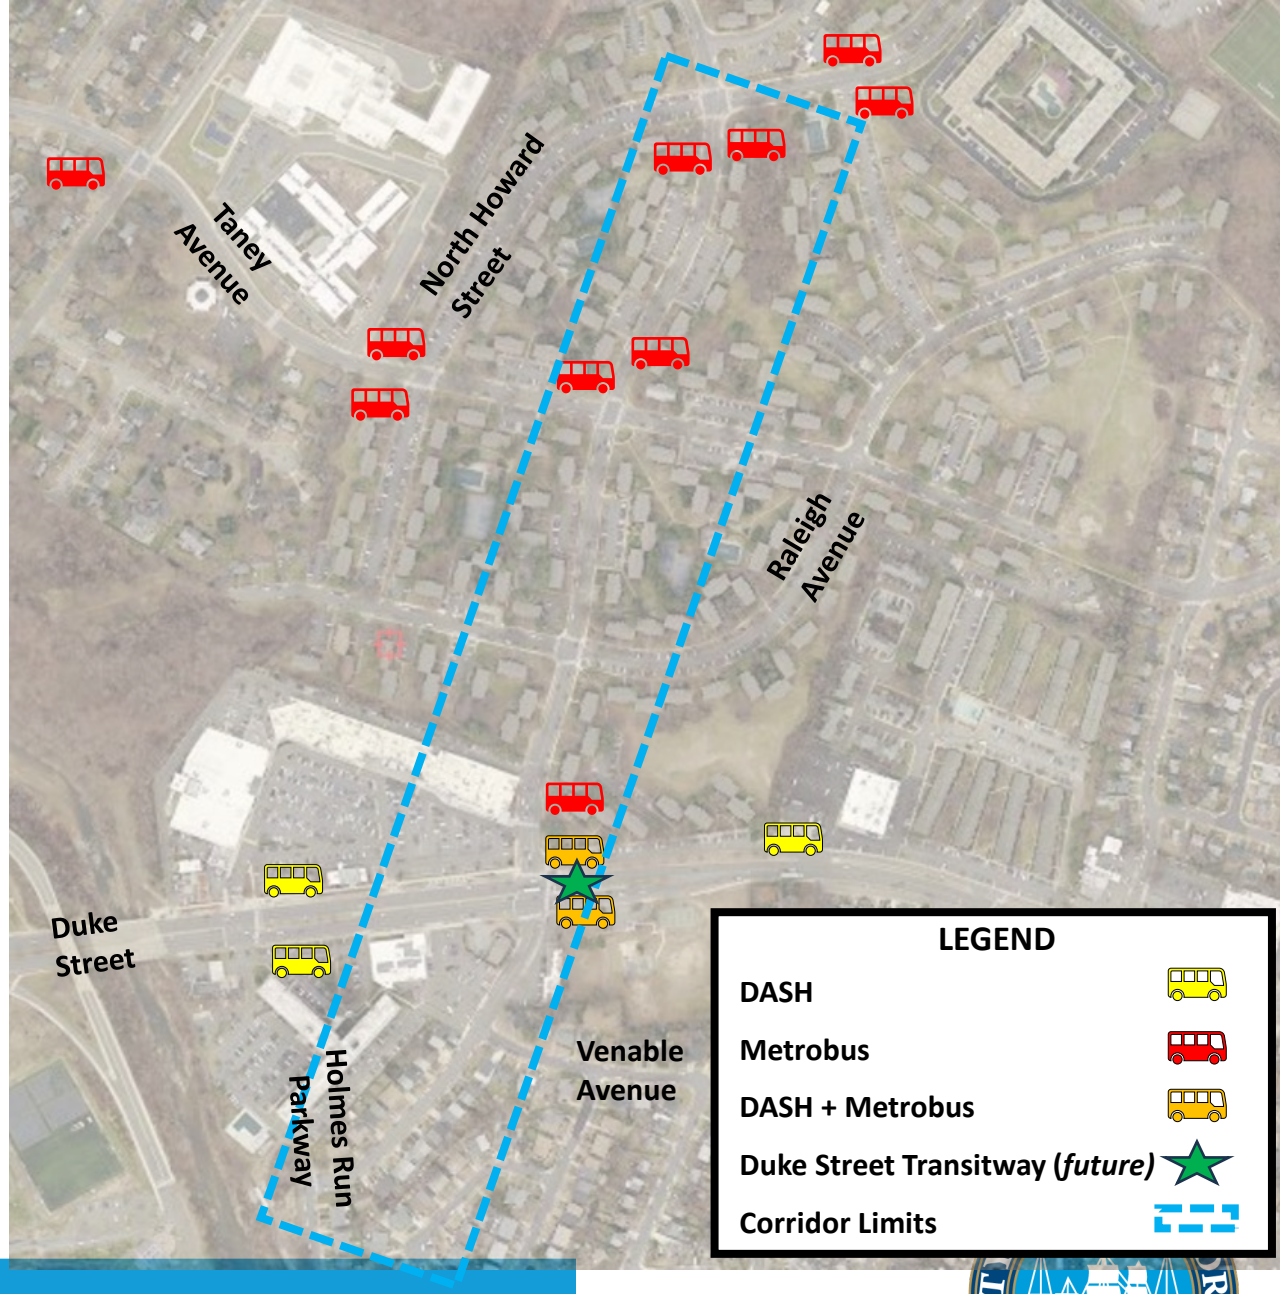 North Howard
Street
Taney
Avenue
Raleigh
Avenue
Duke
Street
Venable
Avenue
Holmes Run
Parkway
LEGEND
DASH
Metrobus
DASH + Metrobus
Duke Street Transitway (future)
Corridor Limits